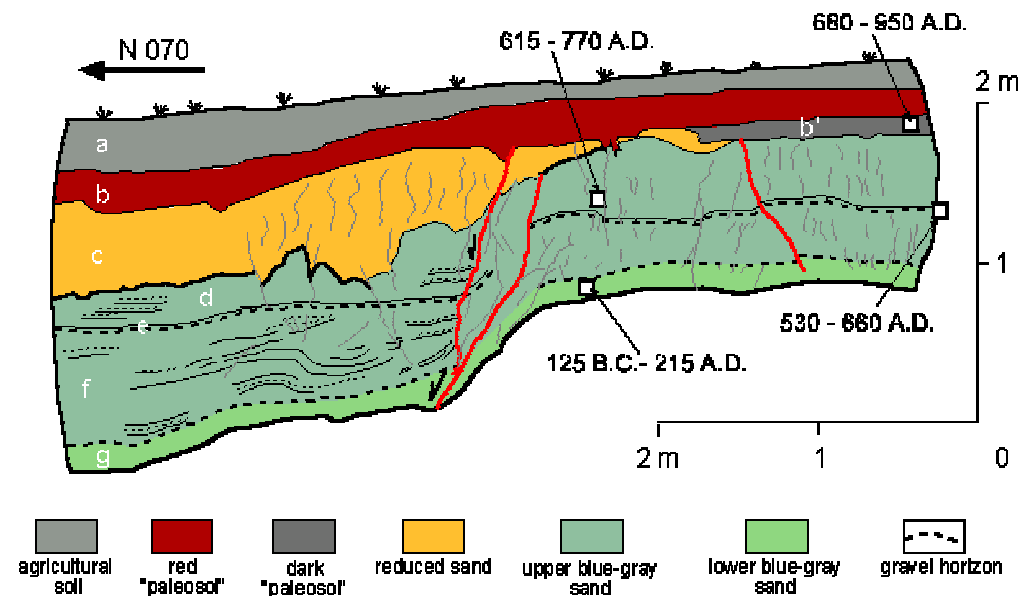 680 - 950 A.D.
615 - 770 A.D.
N 070
2 m
a
b'
b
c
1
d
e
530 - 660 A.D.
125 B.C.- 215 A.D.
f
g
2 m 1 0
agricultural
soil
red
"paleosol"
dark
"paleosol"
reduced sand
upper blue-gray
sand
lower blue-gray
sand
gravel horizon